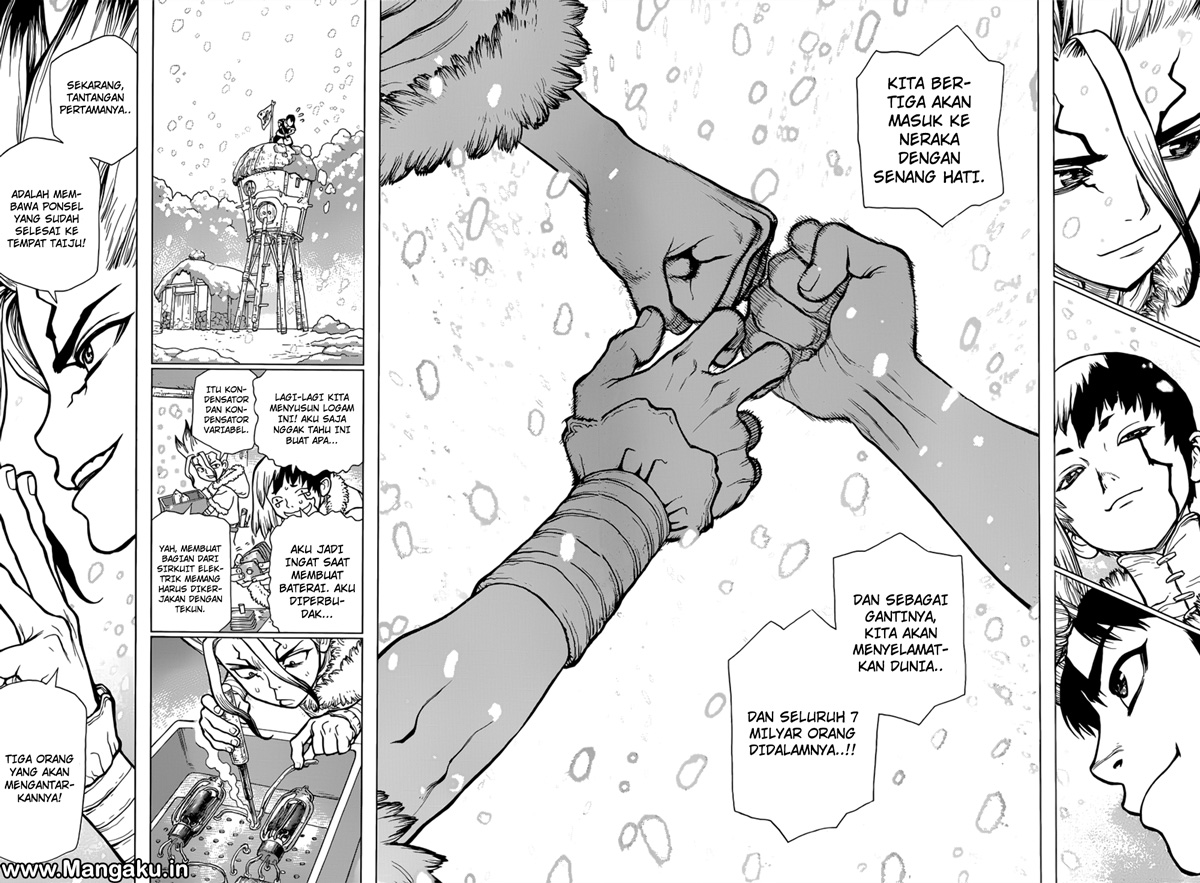 KITA BER-
TIGA AKAN
MASUK KE
NERAKA
DENGAN
SENANG HATI.
DAN SEBAGAI
GANTINYA,
KITA AKAN
MENYELAMAT-
KAN DUNIA..
DAN SELURUH 7
MILYAR ORANG
DIDALAMNYA..!!
LAGI-LAGI KITA
MENYUSUN LOGAM
INI! AKU SAJA
NGGAK TAHU INI
BUAT APA...
ITU KON-
DENSATOR
DAN KON-
DENSATOR
VARIABEL.
AKU JADI
INGAT SAAT
MEMBUAT
BATERAI. AKU
DIPERBU-
DAK...
YAH, MEMBUAT
BAGIAN DARI
SIRKUIT ELEK-
TRIK MEMANG
HARUS DIKER-
JAKAN DENGAN
TEKUN.
SEKARANG,
TANTANGAN
PERTAMANYA..
ADALAH MEM-
BAWA PONSEL
YANG SUDAH
SELESAI KE
TEMPAT TAIJU!
TIGA ORANG
YANG AKAN
MENGANTAR-
KANNYA!
www.Mangaku.in